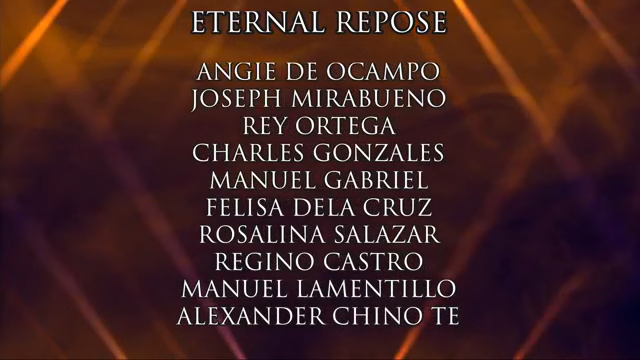 ETERNAL REPOSE
ANGIE DE OCAMPO
JOSEPH MIRABUENO
REY ORTEGA
CHARLES GONZALES
MANUEL GABRIEL
FELISA DELA CRUZ
ROSALINA SALAZAR
REGINO CASTRO
MANUEL LAMENTILLO
ALEXANDER CHINO TE